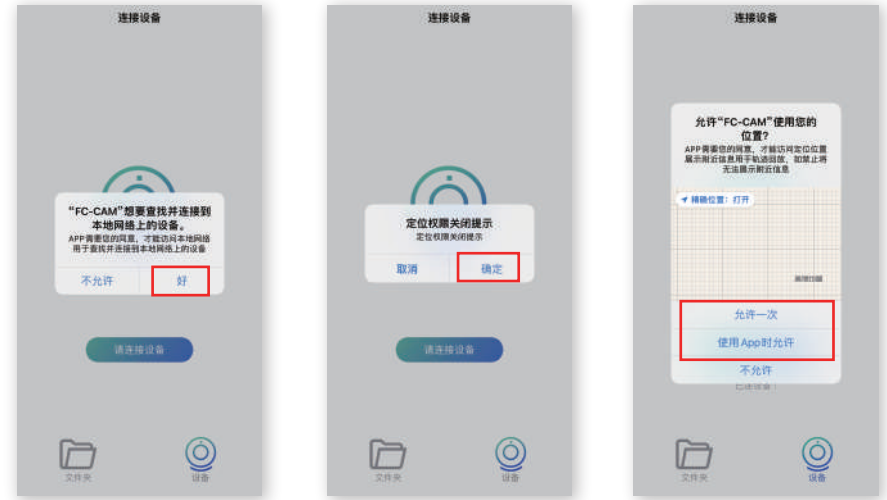 连接设备
"FC-CAM"想要查找并连接到
本地网络上的设备。
APP需要您的同意，才能访问本地网络
用于查找并连接到本地网络上的设备
不允许
好
请连接设备
文件夹
设备
连接设备
定位权限关闭提示
定位权限关闭提示
取消
确定
请连接设备
文件夹
设备
连接设备
允许"FC-CAM"使用您的
位置?
APP需要您的同意，才能访问定位位置
展示附近信息用于轨迹回放，如禁止将
无法展示附近信息
精确位置：打开
允许一次
使用App时允许
不允许
文件夹
设备